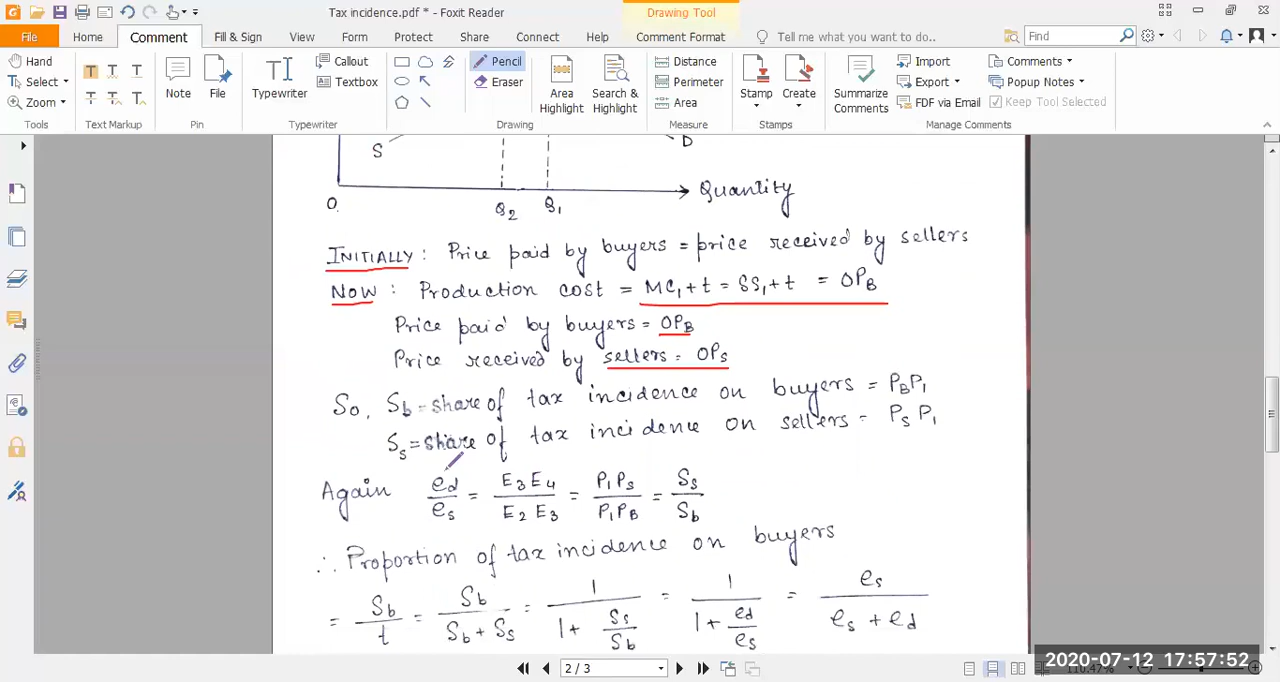 Tax incidence.pdf * - Foxit Reader
Drawing Tool
File Home Comment Fill & Sign View Form Protect Share Connect Help Comment Format Tell me what you want to do.. Find
Hand Select Zoom
Tools
T T T
T T T
Text Markup
Note File
Pin
Typewriter Callout Textbox
Typewriter
Pencil Eraser
Drawing
Area Highlight Search & Highlight
Distance Perimeter Area
Measure
Stamp Create
Stamps
Summarize Comments Import Export FDF via Email Comments Popup Notes Keep Tool Selected
Manage Comments
S D
O. Q2 Q1 Quantity
INITIALLY : Price paid by buyers = price received by sellers
NOW : Production cost = MC1 + t = SS1 + t = OPB
Price paid by buyers = OPB
Price received by sellers = OPS
So, Sb = share of tax incidence on buyers = PBP1
Ss = share of tax incidence on sellers = PSP1
Again ed/es = E3E4/E2E3 = P1PS/P1PB = Ss/Sb
∴ Proportion of tax incidence on buyers
= Sb/t = Sb/(Sb + Ss) = 1/(1 + Ss/Sb) = 1/(1 + ed/es) = es/(es + ed)
2 / 3
2020-07-12 17:57:52